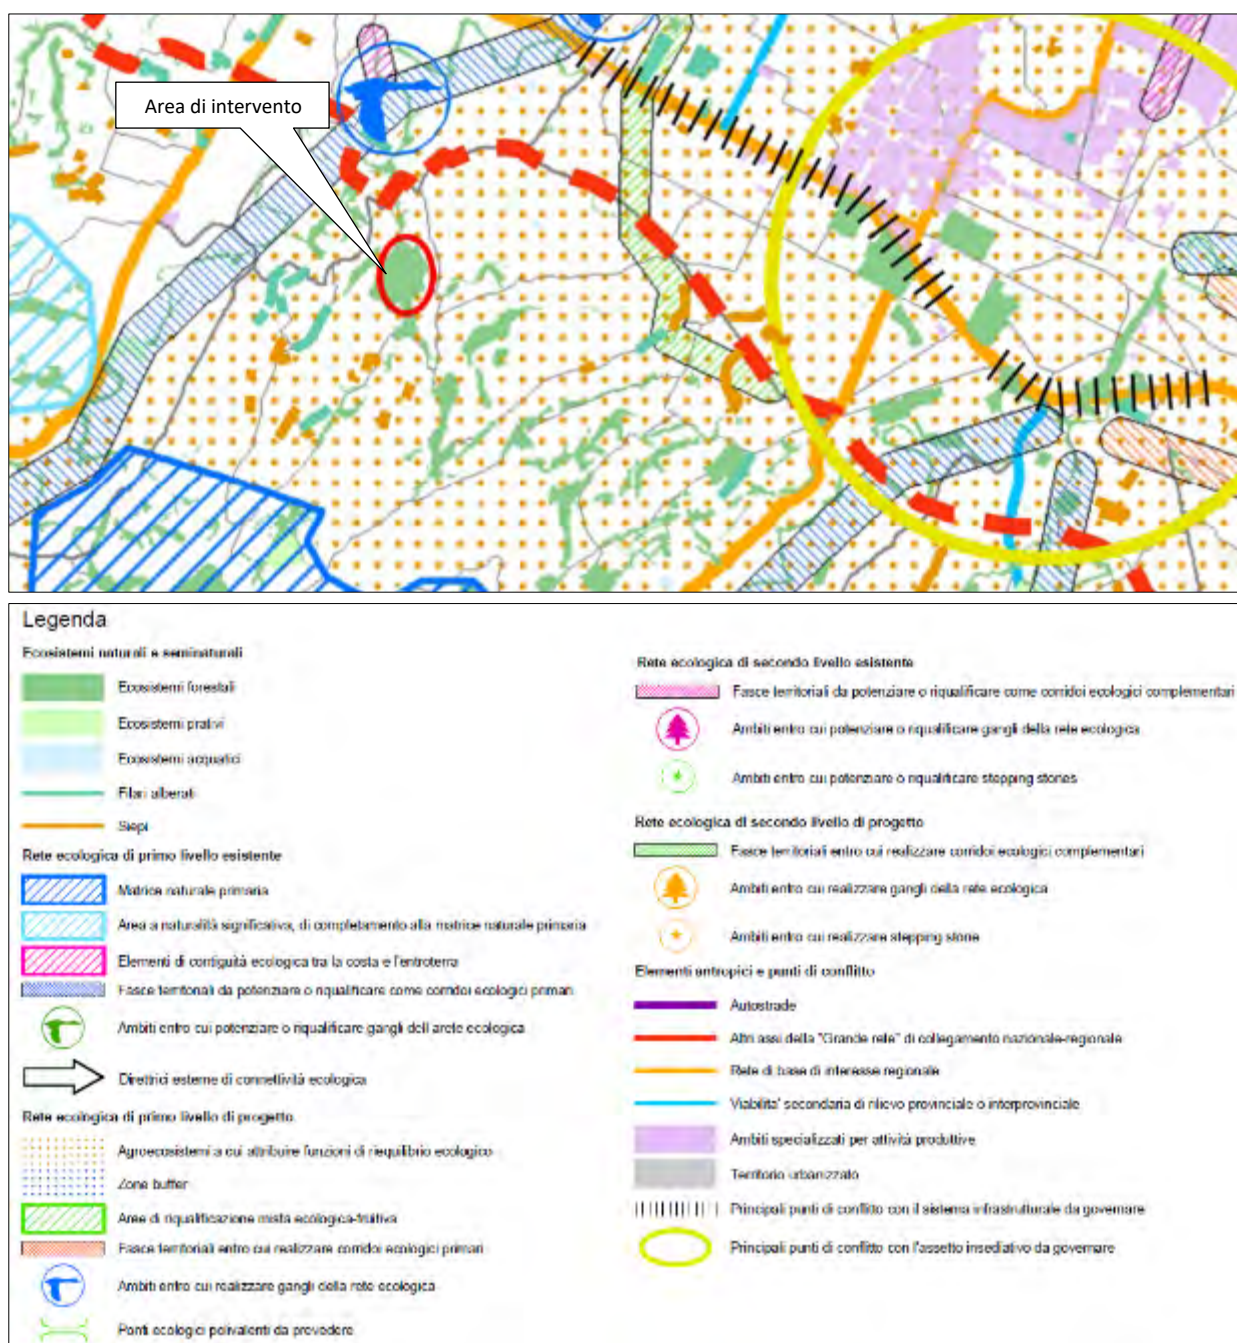 Area di intervento
Legenda
Ecosistemi naturali e seminaturali
Ecosistemi forestali
Ecosistemi prativi
Ecosistemi acquatici
Filari alberati
Siepi
Rete ecologica di primo livello esistente
Matrice naturale primaria
Area a naturalità significativa, di completamento alla matrice naturale primaria
Elementi di contiguità ecologica tra la costa e l'entroterra
Fasce territoriali da potenziare o riqualificare come corridoi ecologici primari
Ambiti entro cui potenziare o riqualificare gangli dell arete ecologica
Direttrici esterne di connettività ecologica
Rete ecologica di primo livello di progetto
Agroecosistemi a cui attribuire funzioni di riequilibrio ecologico
Zone buffer
Aree di riqualificazione mista ecologica-fruitiva
Fasce territoriali entro cui realizzare corridoi ecologici primari
Ambiti entro cui realizzare gangli della rete ecologica
Ponti ecologici polivalenti da prevedere
Rete ecologica di secondo livello esistente
Fasce territoriali da potenziare o riqualificare come corridoi ecologici complementari
Ambiti entro cui potenziare o riqualificare gangli della rete ecologica
Ambiti entro cui potenziare o riqualificare stepping stones
Rete ecologica di secondo livello di progetto
Fasce territoriali entro cui realizzare corridoi ecologici complementari
Ambiti entro cui realizzare gangli della rete ecologica
Ambiti entro cui realizzare stepping stone
Elementi antropici e punti di conflitto
Autostrade
Altri assi della "Grande rete" di collegamento nazionale-regionale
Rete di base di interesse regionale
Viabilita' secondaria di rilievo provinciale o interprovinciale
Ambiti specializzati per attività produttive
Territorio urbanizzato
Principali punti di conflitto con il sistema infrastrutturale da governare
Principali punti di conflitto con l'assetto insediativo da governare